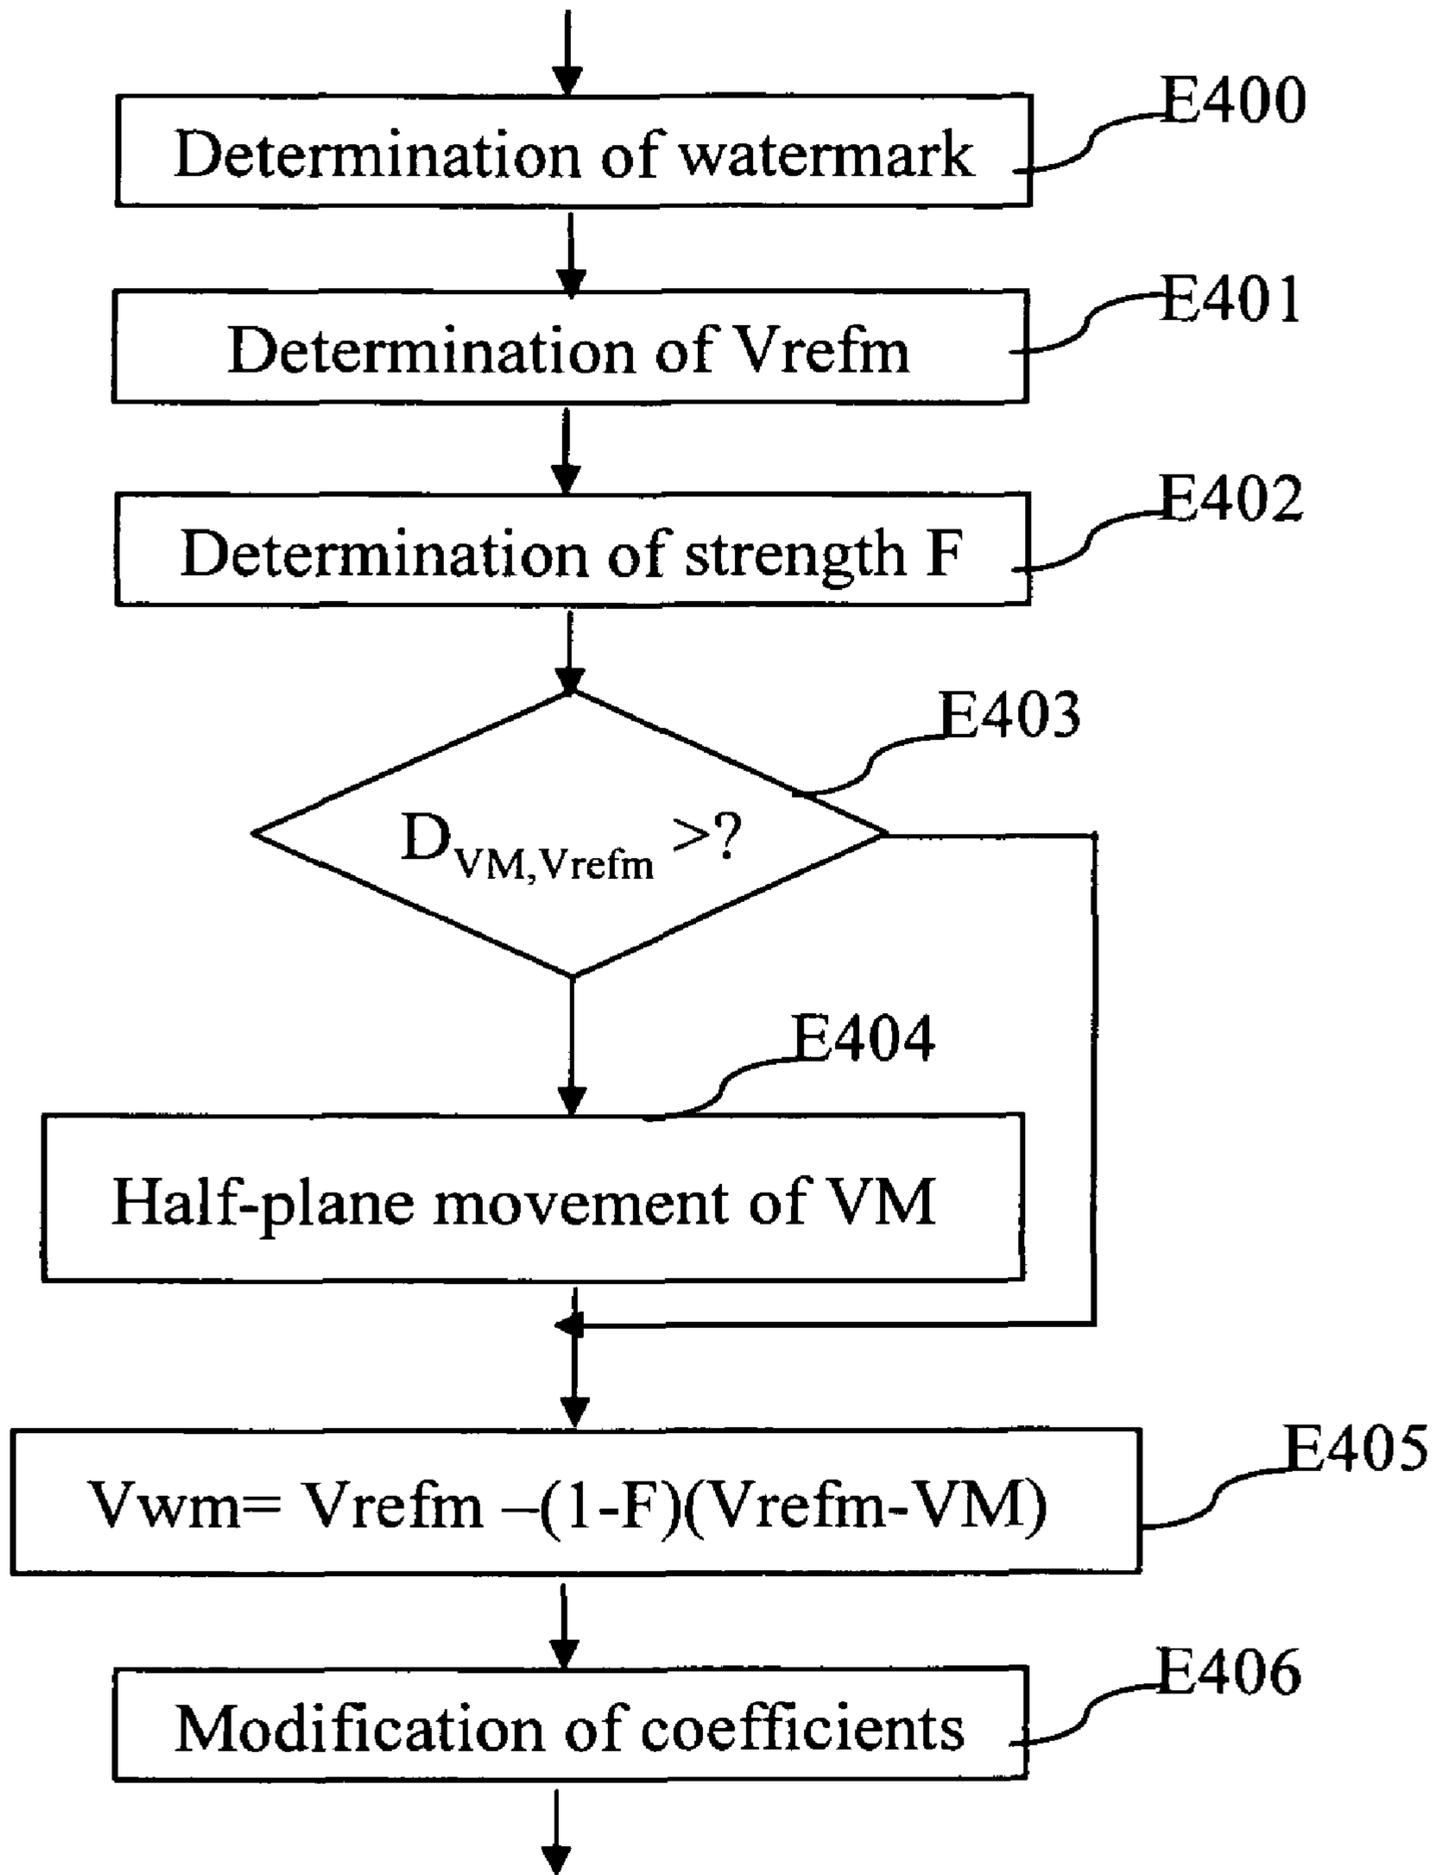 E400
Determination of watermark
E401
Determination of Vrefm
E402
Determination of strength F
E403
D_VM,Vrefm >?
E404
Half-plane movement of VM
E405
Vwm= Vrefm –(1-F)(Vrefm-VM)
E406
Modification of coefficients